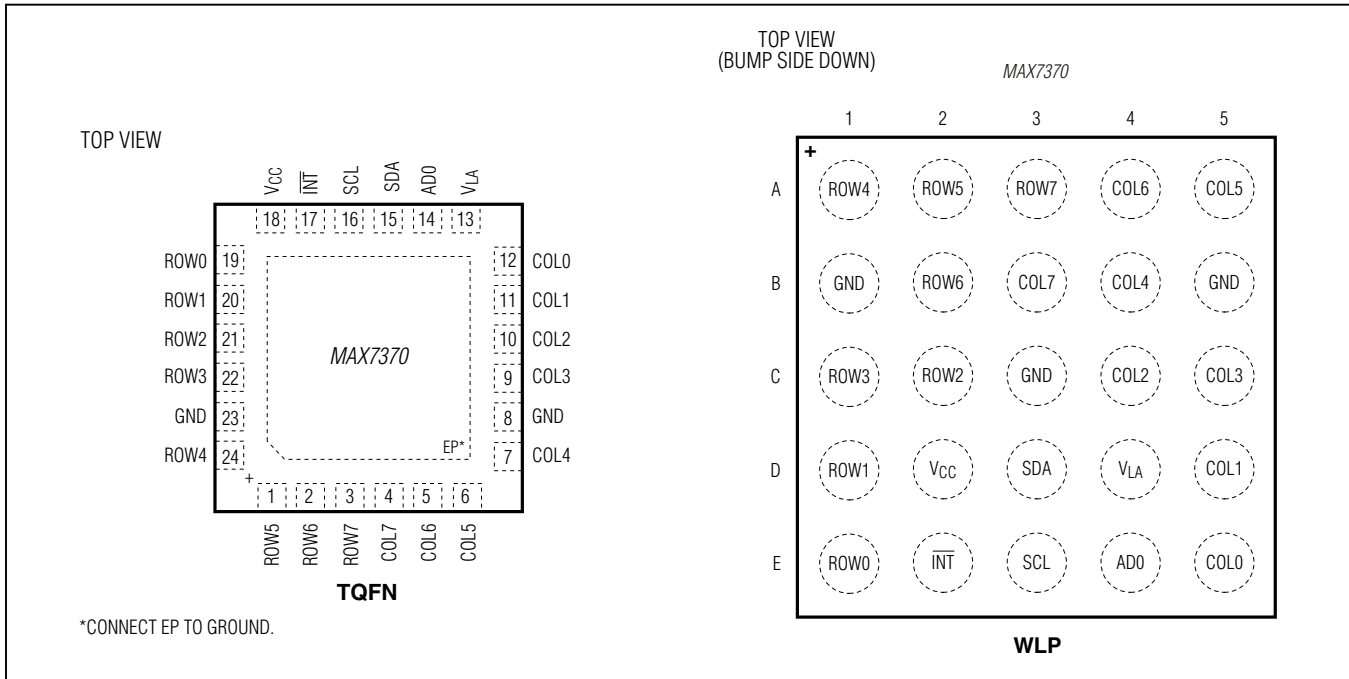 TOP VIEW
VCC INT SCL SDA AD0 VLA
18 17 16 15 14 13
ROW0 19 12 COL0
ROW1 20 11 COL1
ROW2 21 10 COL2
MAX7370
ROW3 22 9 COL3
GND 23 8 GND
EP*
ROW4 24 7 COL4
+
1 2 3 4 5 6
ROW5 ROW6 ROW7 COL7 COL6 COL5
TQFN
*CONNECT EP TO GROUND.
TOP VIEW
(BUMP SIDE DOWN)
MAX7370
1 2 3 4 5
+
A ROW4 ROW5 ROW7 COL6 COL5
B GND ROW6 COL7 COL4 GND
C ROW3 ROW2 GND COL2 COL3
D ROW1 VCC SDA VLA COL1
E ROW0 INT SCL AD0 COL0
WLP